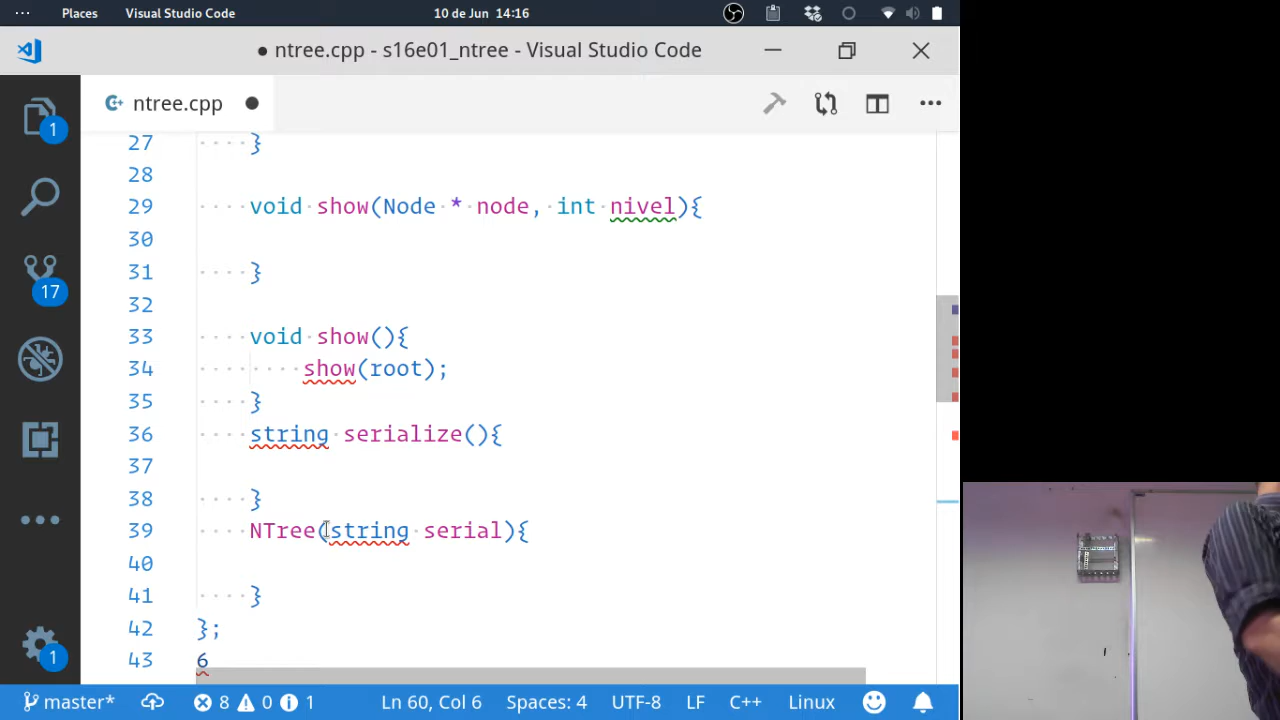 Places Visual Studio Code 10 de Jun 14:16
● ntree.cpp - s16e01_ntree - Visual Studio Code
ntree.cpp
1
17
1
27 }
28
29 void show(Node * node, int nivel){
30
31 }
32
33 void show(){
34 show(root);
35 }
36 string serialize(){
37
38 }
39 NTree(string serial){
40
41 }
42 };
43 6
master* 8 0 1 Ln 60, Col 6 Spaces: 4 UTF-8 LF C++ Linux